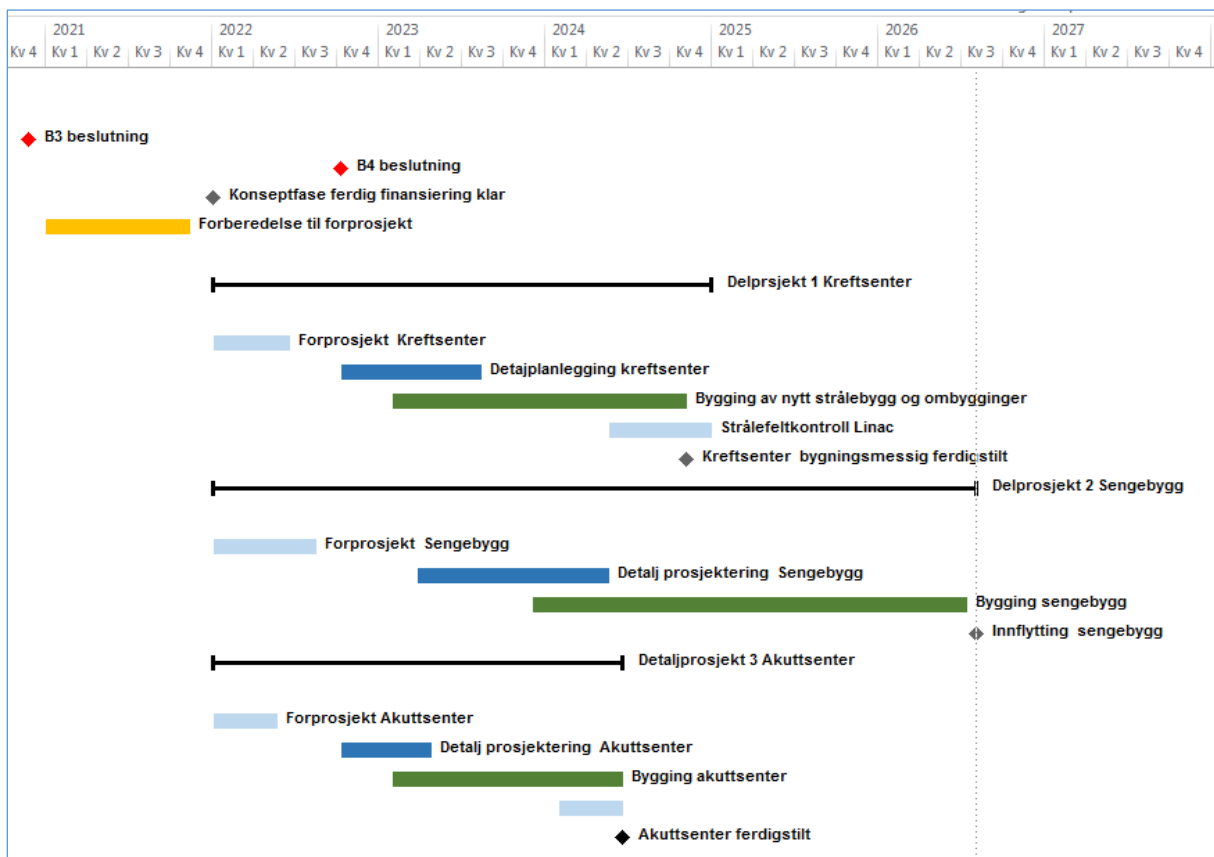 2021 2022 2023 2024 2025 2026 2027
Kv 4 Kv 1 Kv 2 Kv 3 Kv 4 Kv 1 Kv 2 Kv 3 Kv 4 Kv 1 Kv 2 Kv 3 Kv 4 Kv 1 Kv 2 Kv 3 Kv 4 Kv 1 Kv 2 Kv 3 Kv 4 Kv 1 Kv 2 Kv 3 Kv 4 Kv 1 Kv 2 Kv 3 Kv 4
B3 beslutning
B4 beslutning
Konseptfase ferdig finansiering klar
Forberedelse til forprosjekt
Delprsjekt 1 Kreftsenter
Forprosjekt Kreftsenter
Detajplanlegging kreftsenter
Bygging av nytt strålebygg og ombygginger
Strålefeltkontroll Linac
Kreftsenter bygningsmessig ferdigstilt
Delprosjekt 2 Sengebygg
Forprosjekt Sengebygg
Detalj prosjektering Sengebygg
Bygging sengebygg
Innflytting sengebygg
Detaljprosjekt 3 Akuttsenter
Forprosjekt Akuttsenter
Detalj prosjektering Akuttsenter
Bygging akuttsenter
Akuttsenter ferdigstilt